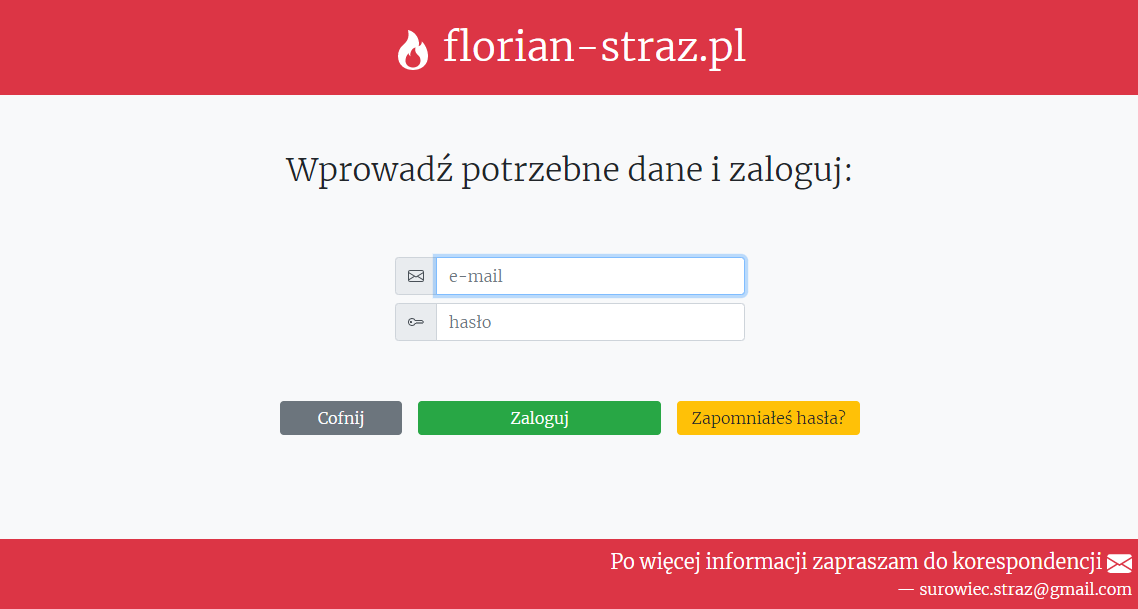 florian-straz.pl
Wprowadź potrzebne dane i zaloguj:
e-mail
hasło
Cofnij Zaloguj Zapomniałeś hasła?
Po więcej informacji zapraszam do korespondencji
— surowiec.straz@gmail.com